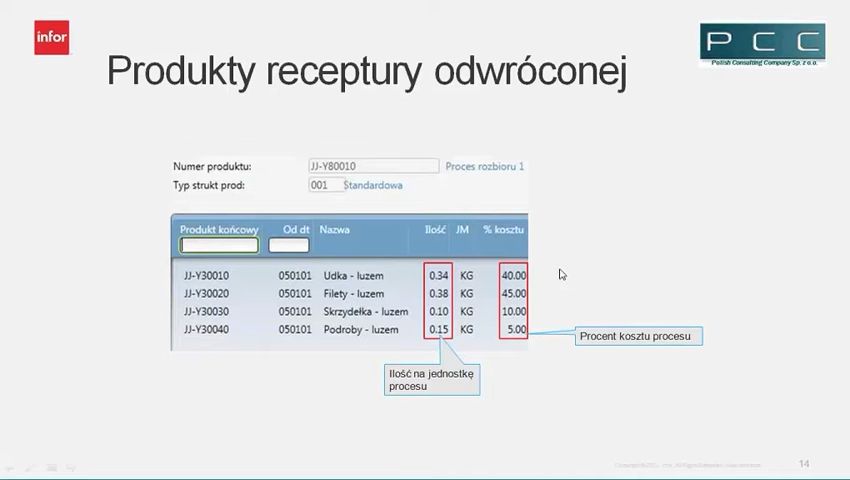 infor
PCC
Polish Consulting Company Sp. z o.o.
Produkty receptury odwróconej
Numer produktu: JJ-Y80010 Proces rozbioru 1
Typ strukt prod: 001 Standardowa
Produkt końcowy Od dt Nazwa Ilość JM % kosztu
JJ-Y30010 050101 Udka - luzem 0.34 KG 40.00
JJ-Y30020 050101 Filety - luzem 0.38 KG 45.00
JJ-Y30030 050101 Skrzydełka - luzem 0.10 KG 10.00
JJ-Y30040 050101 Podroby - luzem 0.15 KG 5.00
Procent kosztu procesu
Ilość na jednostkę
procesu
14